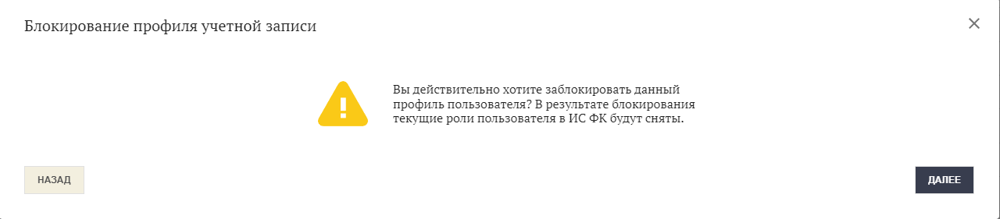 Блокирование профиля учетной записи
Вы действительно хотите заблокировать данный
профиль пользователя? В результате блокирования
текущие роли пользователя в ИС ФК будут сняты.
НАЗАД
ДАЛЕЕ